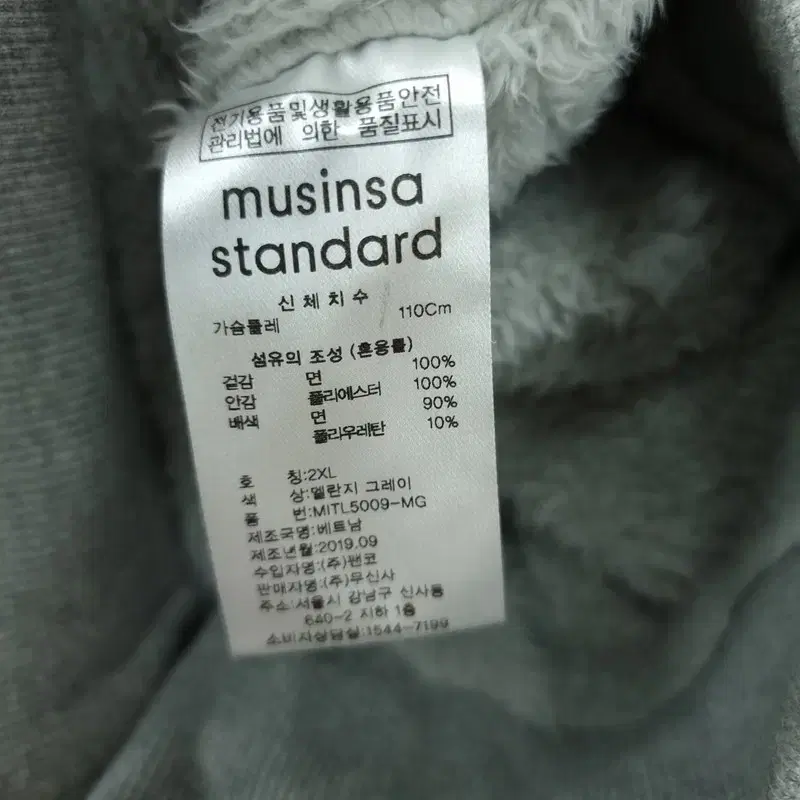 전기용품및생활용품안전
관리법에 의한 품질표시
musinsa
standard
신체치수
가슴둘레 110Cm
섬유의 조성 (혼용률)
겉감 면 100%
안감 폴리에스터 100%
배색 면 90%
폴리우레탄 10%
호 칭:2XL
색 상:멜란지 그레이
품 번:MITL5009-MG
제조국명:베트남
제조년월:2019.09
수입자명:(주)팬코
판매자명:(주)무신사
주소:서울시 강남구 신사동
640-2 지하 1층
소비자상담실:1544-7199